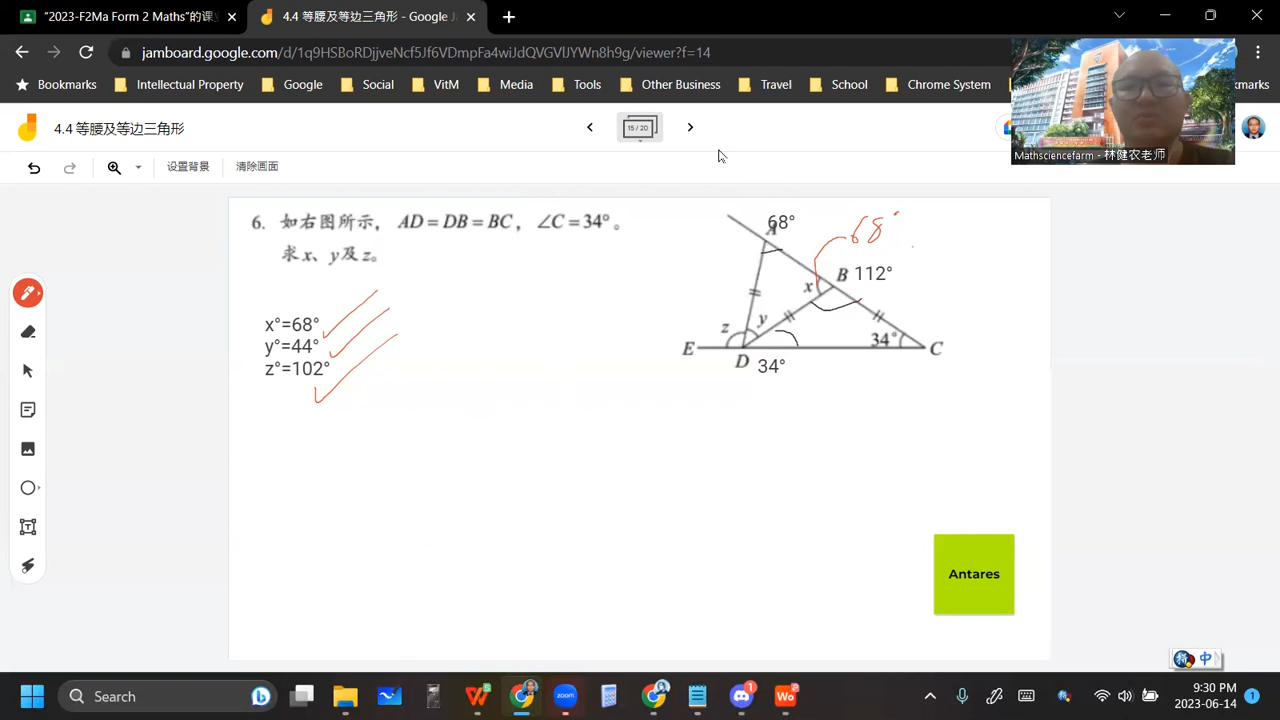 "2023-F2Ma Form 2 Maths"的课
4.4 等腰及等边三角形 - Google Ja
jamboard.google.com/d/1q9HSBqtDjjveNcf5JfQYvmpFadiCrQVGVlJYWn8h9g/viewer?f=14
Bookmarks
Intellectual Property
Google
Social
VitM
Media
Tools
Other Business
Travel
School
Chrome System
Bookmarks
4.4 等腰及等边三角形
15 / 20
Mathsciencefarm - 林健农老师
设置背景
清除画面
6. 如右图所示， AD = DB = BC ， ∠C = 34° 。
求 x、y及 z。
68°
A
68°
B 112°
x
z
y
34°
E
D
C
34°
x°=68°
y°=44°
z°=102°
Antares
中
Search
9:30 PM
2023-06-14
1